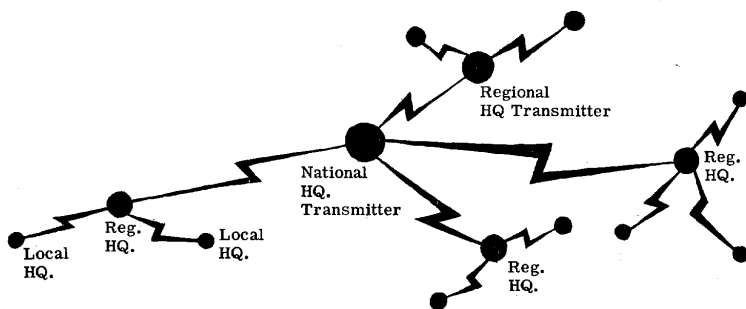 Regional
HQ Transmitter
National
HQ.
Transmitter
Reg.
HQ.
Local
HQ.
Reg.
HQ.
Local
HQ.
Reg.
HQ.